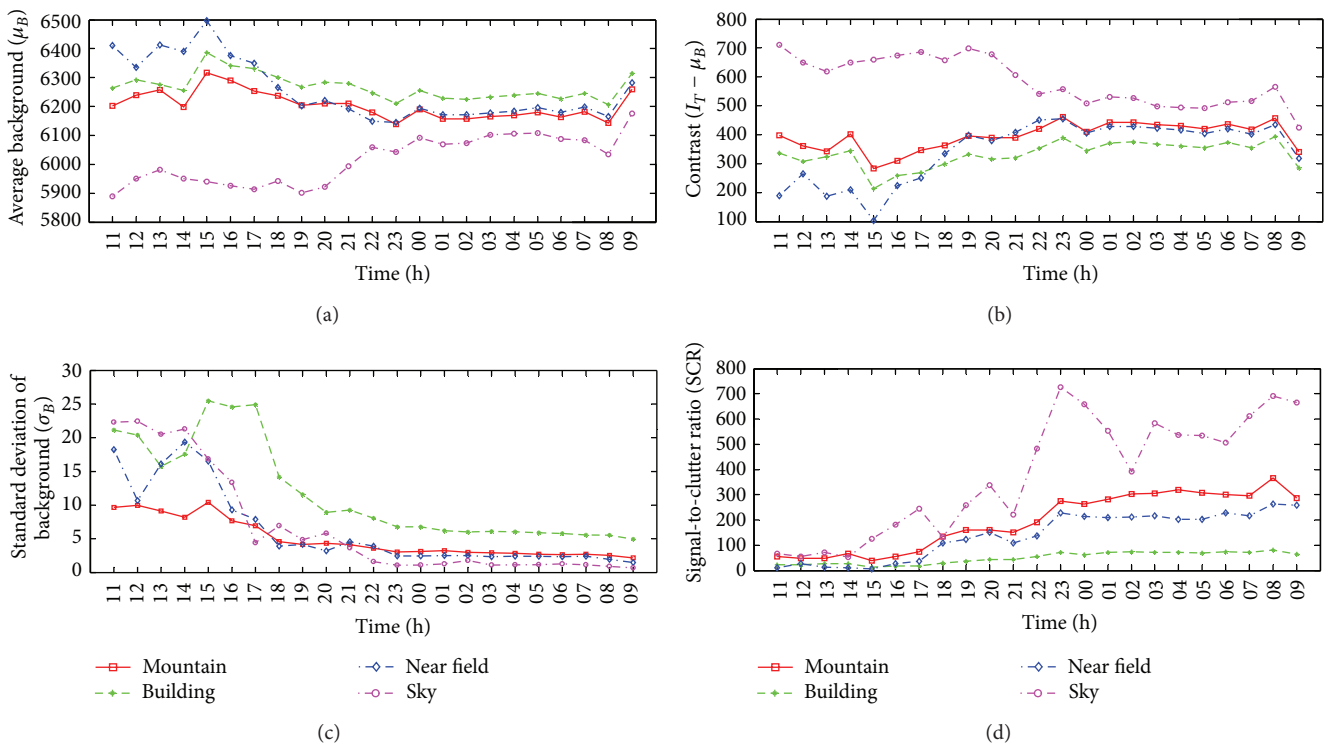 6500
6400
6300
6200
6100
6000
5900
5800
Average background (μB)
11 12 13 14 15 16 17 18 19 20 21 22 23 00 01 02 03 04 05 06 07 08 09
Time (h)
(a)
800
700
600
500
400
300
200
100
Contrast (LT − μB)
11 12 13 14 15 16 17 18 19 20 21 22 23 00 01 02 03 04 05 06 07 08 09
Time (h)
(b)
30
25
20
15
10
5
0
Standard deviation of
background (σB)
11 12 13 14 15 16 17 18 19 20 21 22 23 00 01 02 03 04 05 06 07 08 09
Time (h)
Mountain
Building
Near field
Sky
(c)
800
700
600
500
400
300
200
100
0
Signal-to-clutter ratio (SCR)
11 12 13 14 15 16 17 18 19 20 21 22 23 00 01 02 03 04 05 06 07 08 09
Time (h)
Mountain
Building
Near field
Sky
(d)